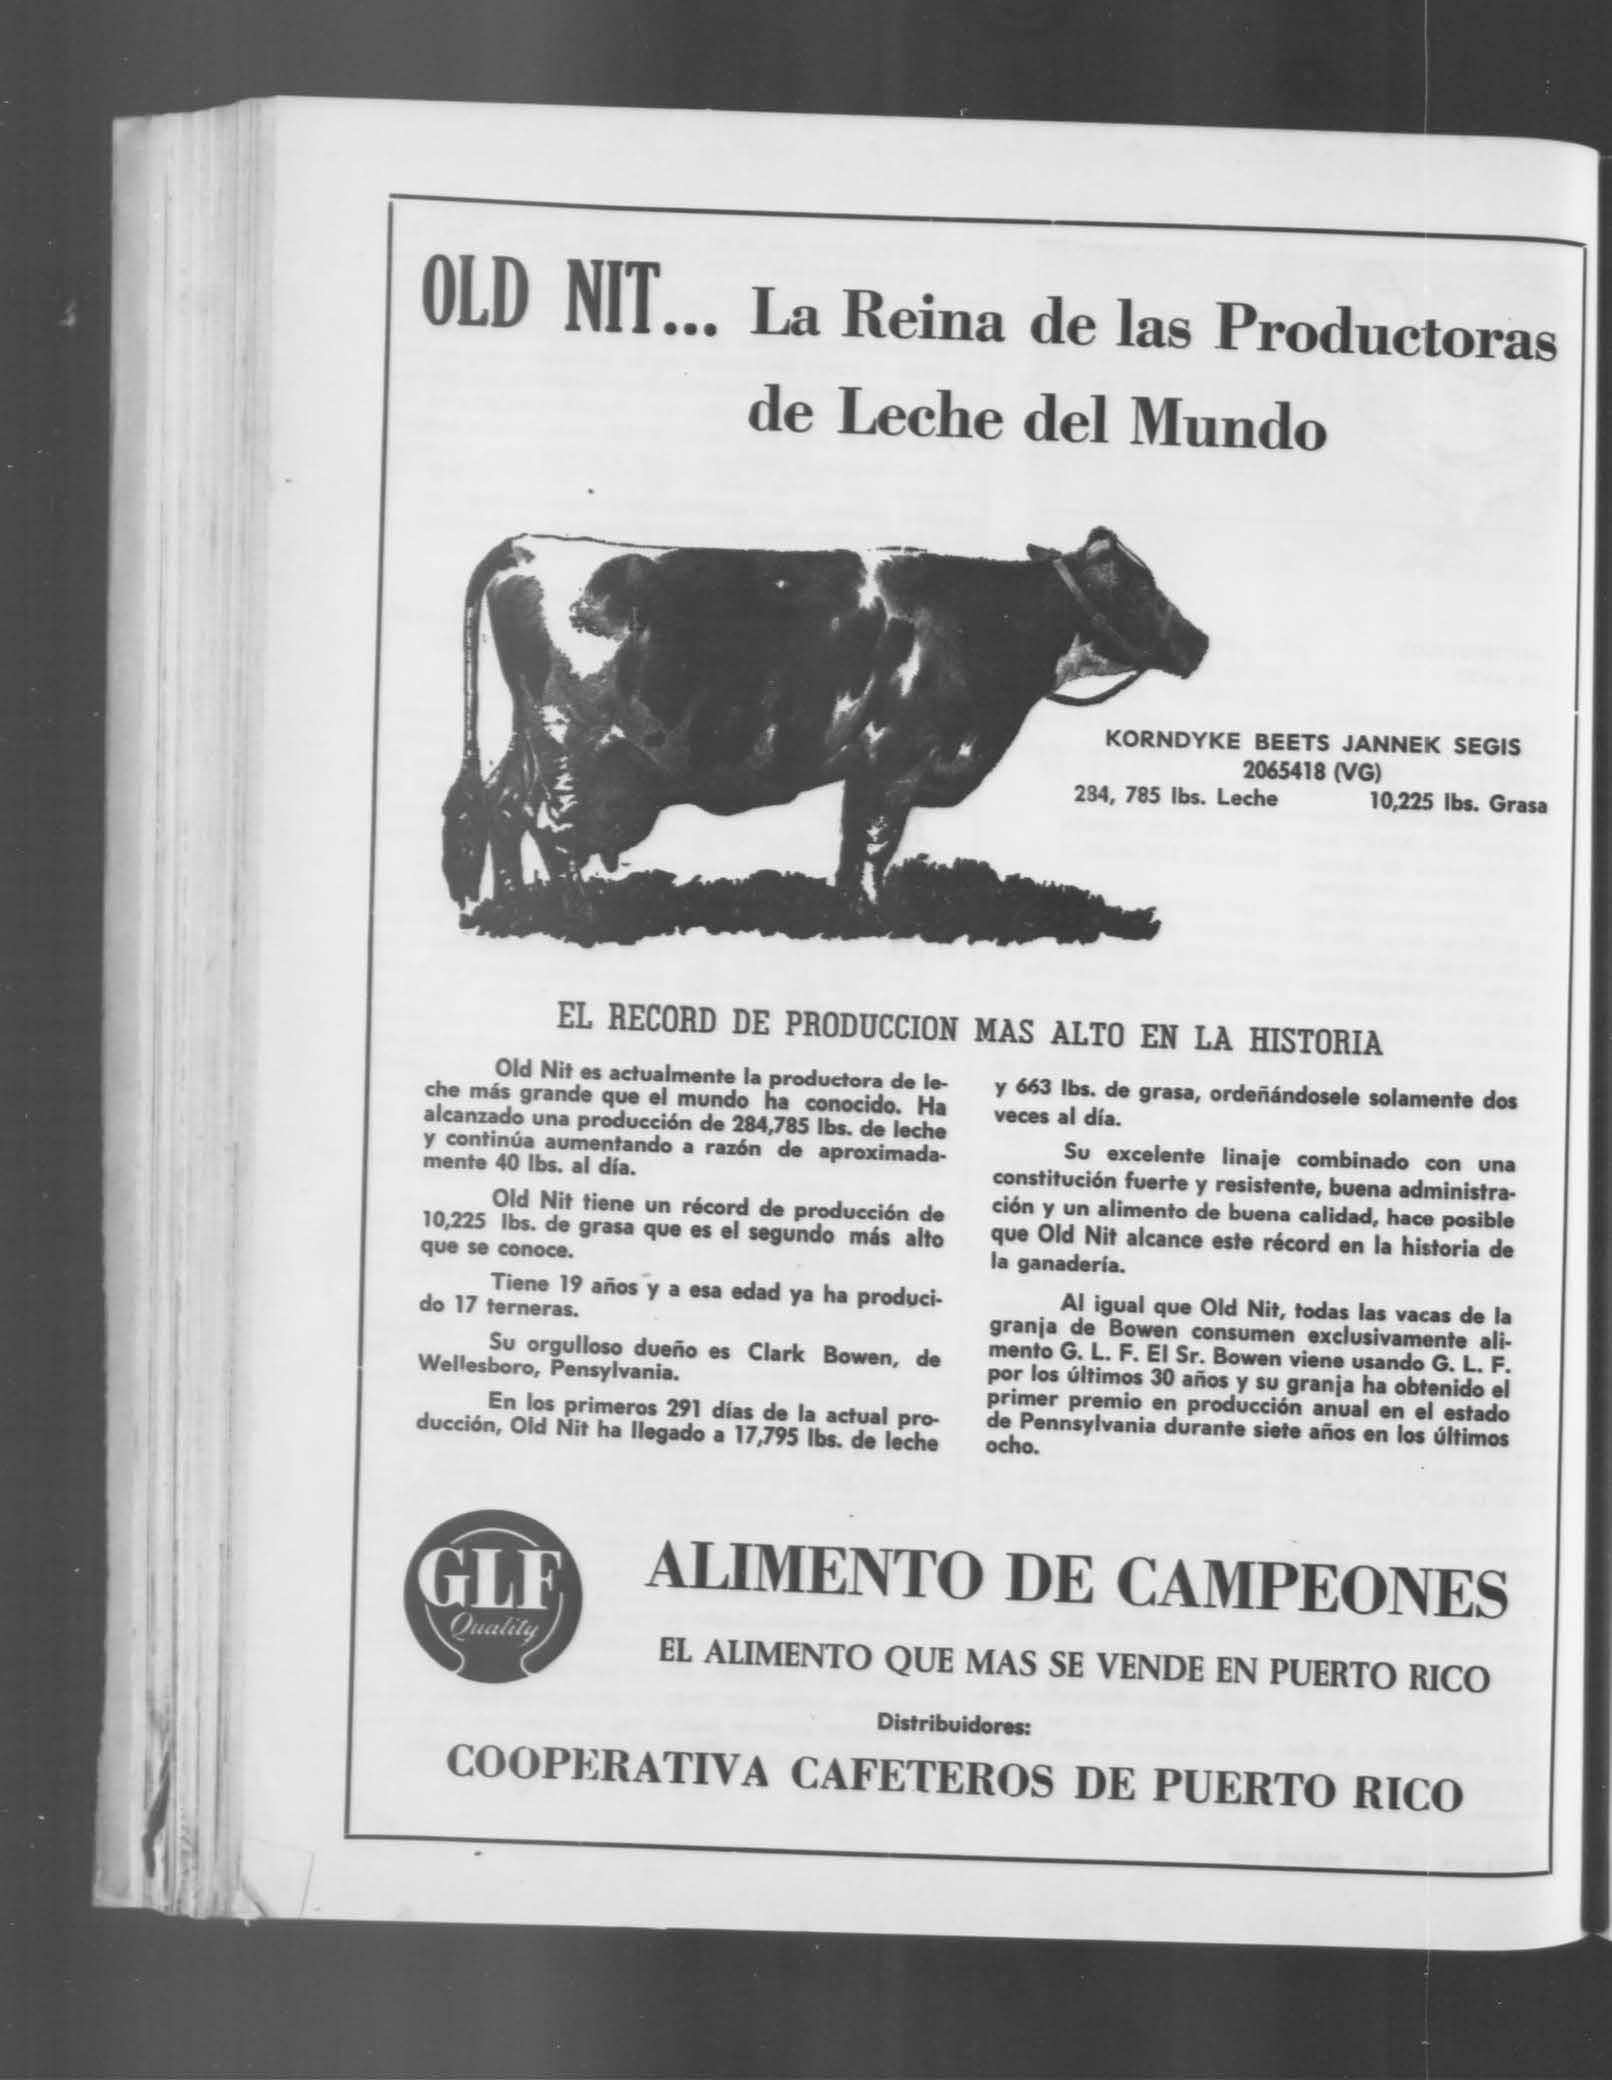 OLD NIT... La Reina de las Productoras
de Leche del Mundo
KORNDYKE BEETS JANNEK SEGIS
2065418 (VG)
284, 785 lbs. Leche 10,225 lbs. Grasa
EL RECORD DE PRODUCCION MAS ALTO EN LA HISTORIA
Old Nit es actualmente la productora de le-
che más grande que el mundo ha conocido. Ha
alcanzado una producción de 284,785 lbs. de leche
y continúa aumentando a razón de aproximada-
mente 40 lbs. al día.
Old Nit tiene un récord de producción de
10,225 lbs. de grasa que es el segundo más alto
que se conoce.
Tiene 19 años y a esa edad ya ha produci-
do 17 terneras.
Su orgulloso dueño es Clark Bowen, de
Wellesboro, Pensylvania.
En los primeros 291 días de la actual pro-
ducción, Old Nit ha llegado a 17,795 lbs. de leche
y 663 lbs. de grasa, ordeñándosele solamente dos
veces al día.
Su excelente linaje combinado con una
constitución fuerte y resistente, buena administra-
ción y un alimento de buena calidad, hace posible
que Old Nit alcance este récord en la historia de
la ganadería.
Al igual que Old Nit, todas las vacas de la
granja de Bowen consumen exclusivamente ali-
mento G. L. F. El Sr. Bowen viene usando G. L. F.
por los últimos 30 años y su granja ha obtenido el
primer premio en producción anual en el estado
de Pennsylvania durante siete años en los últimos
ocho.
GLF
Quality
ALIMENTO DE CAMPEONES
EL ALIMENTO QUE MAS SE VENDE EN PUERTO RICO
Distribuidores:
COOPERATIVA CAFETEROS DE PUERTO RICO